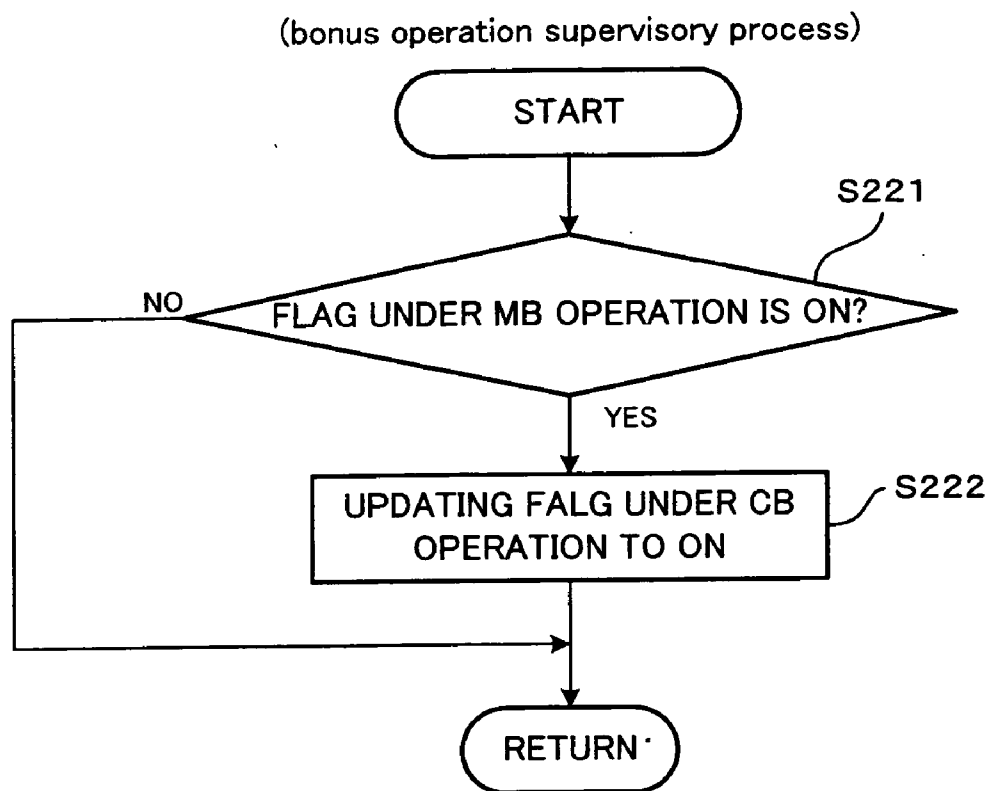 (bonus operation supervisory process)
START
S221
NO
FLAG UNDER MB OPERATION IS ON?
YES
S222
UPDATING FALG UNDER CB
OPERATION TO ON
RETURN